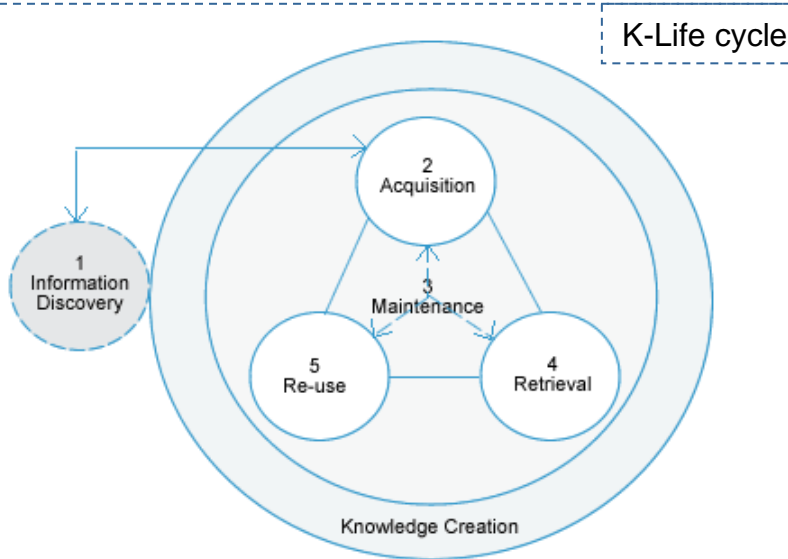 K-Life cycle
2
Acquisition
1
Information
Discovery
3
Maintenance
5
Re-use
4
Retrieval
Knowledge Creation